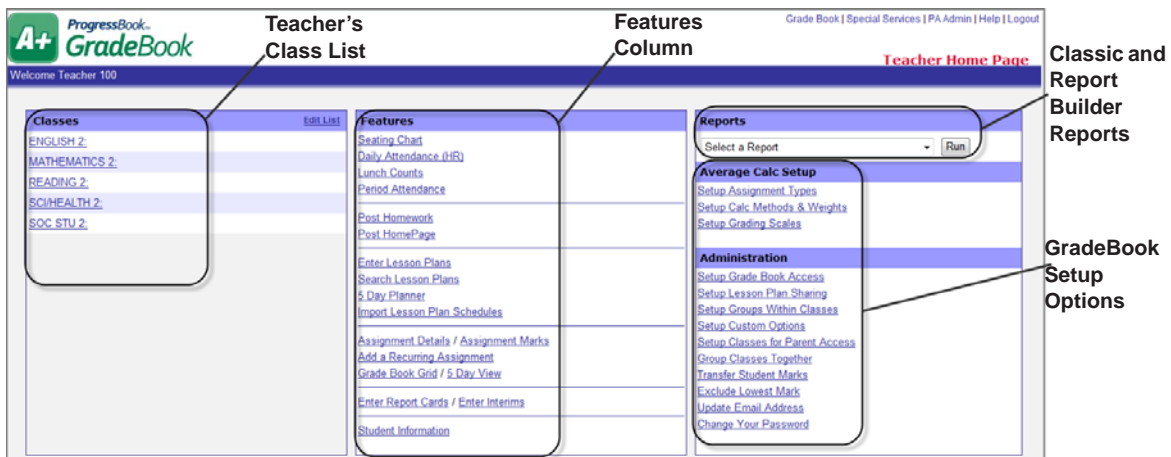 A+ ProgressBook
GradeBook
Teacher's
Class List
Features
Column
Grade Book | Special Services | PA Admin | Help | Logout
Teacher Home Page
Classic and
Report
Builder
Reports
Welcome Teacher 100
Classes Edit List
ENGLISH 2:
MATHEMATICS 2:
READING 2:
SCI/HEALTH 2:
SOC STU 2:
Features
Seating Chart
Daily Attendance (HR)
Lunch Counts
Period Attendance
Post Homework
Post HomePage
Enter Lesson Plans
Search Lesson Plans
5 Day Planner
Import Lesson Plan Schedules
Assignment Details / Assignment Marks
Add a Recurring Assignment
Grade Book Grid / 5 Day View
Enter Report Cards / Enter Interims
Student Information
Reports
Select a Report Run
Average Calc Setup
Setup Assignment Types
Setup Calc Methods & Weights
Setup Grading Scales
Administration
Setup Grade Book Access
Setup Lesson Plan Sharing
Setup Groups Within Classes
Setup Custom Options
Setup Classes for Parent Access
Group Classes Together
Transfer Student Marks
Exclude Lowest Mark
Update Email Address
Change Your Password
GradeBook
Setup
Options